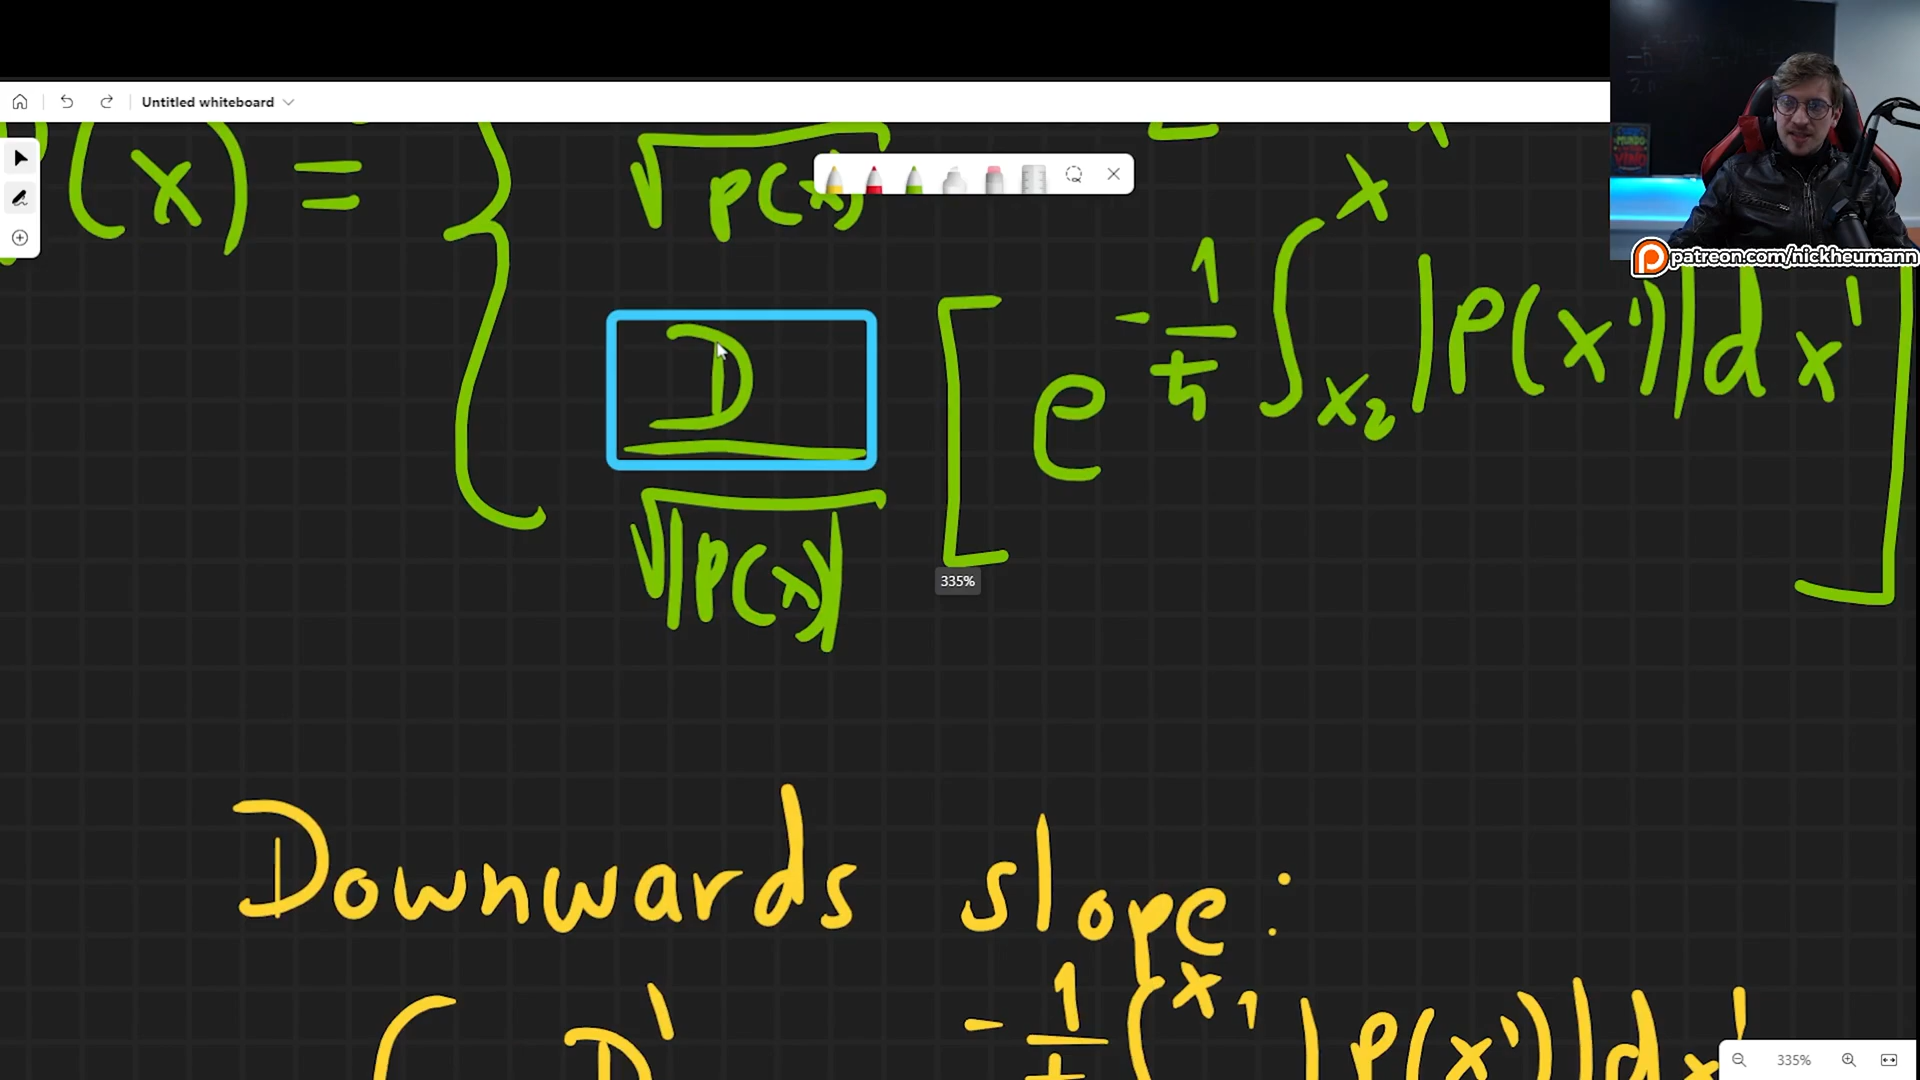 Untitled whiteboard
patreon.com/nickheumann
(x) = { √p(x)
D/√|p(x)| [e^{-1/ħ ∫_{x₂}^{x} |p(x')|dx'}]
335%
Downwards slope:
D' -1/ħ ∫^{x₁} |p(x')|dx'
335%